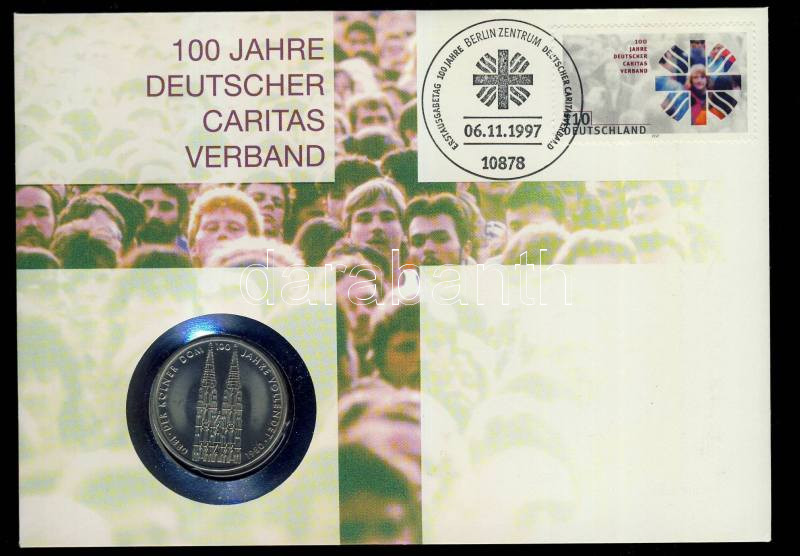 100 JAHRE
DEUTSCHER
CARITAS
VERBAND
ERSTAUSGABETAG 100 JAHRE BERLIN ZENTRUM DEUTSCHER CARITASVERBAND
06.11.1997
10878
100
JAHRE
DEUTSCHER
CARITAS
VERBAND
110
DEUTSCHLAND
darabanth
1880 · DER KÖLNER DOM 100 JAHRE VOLLENDET · 1980